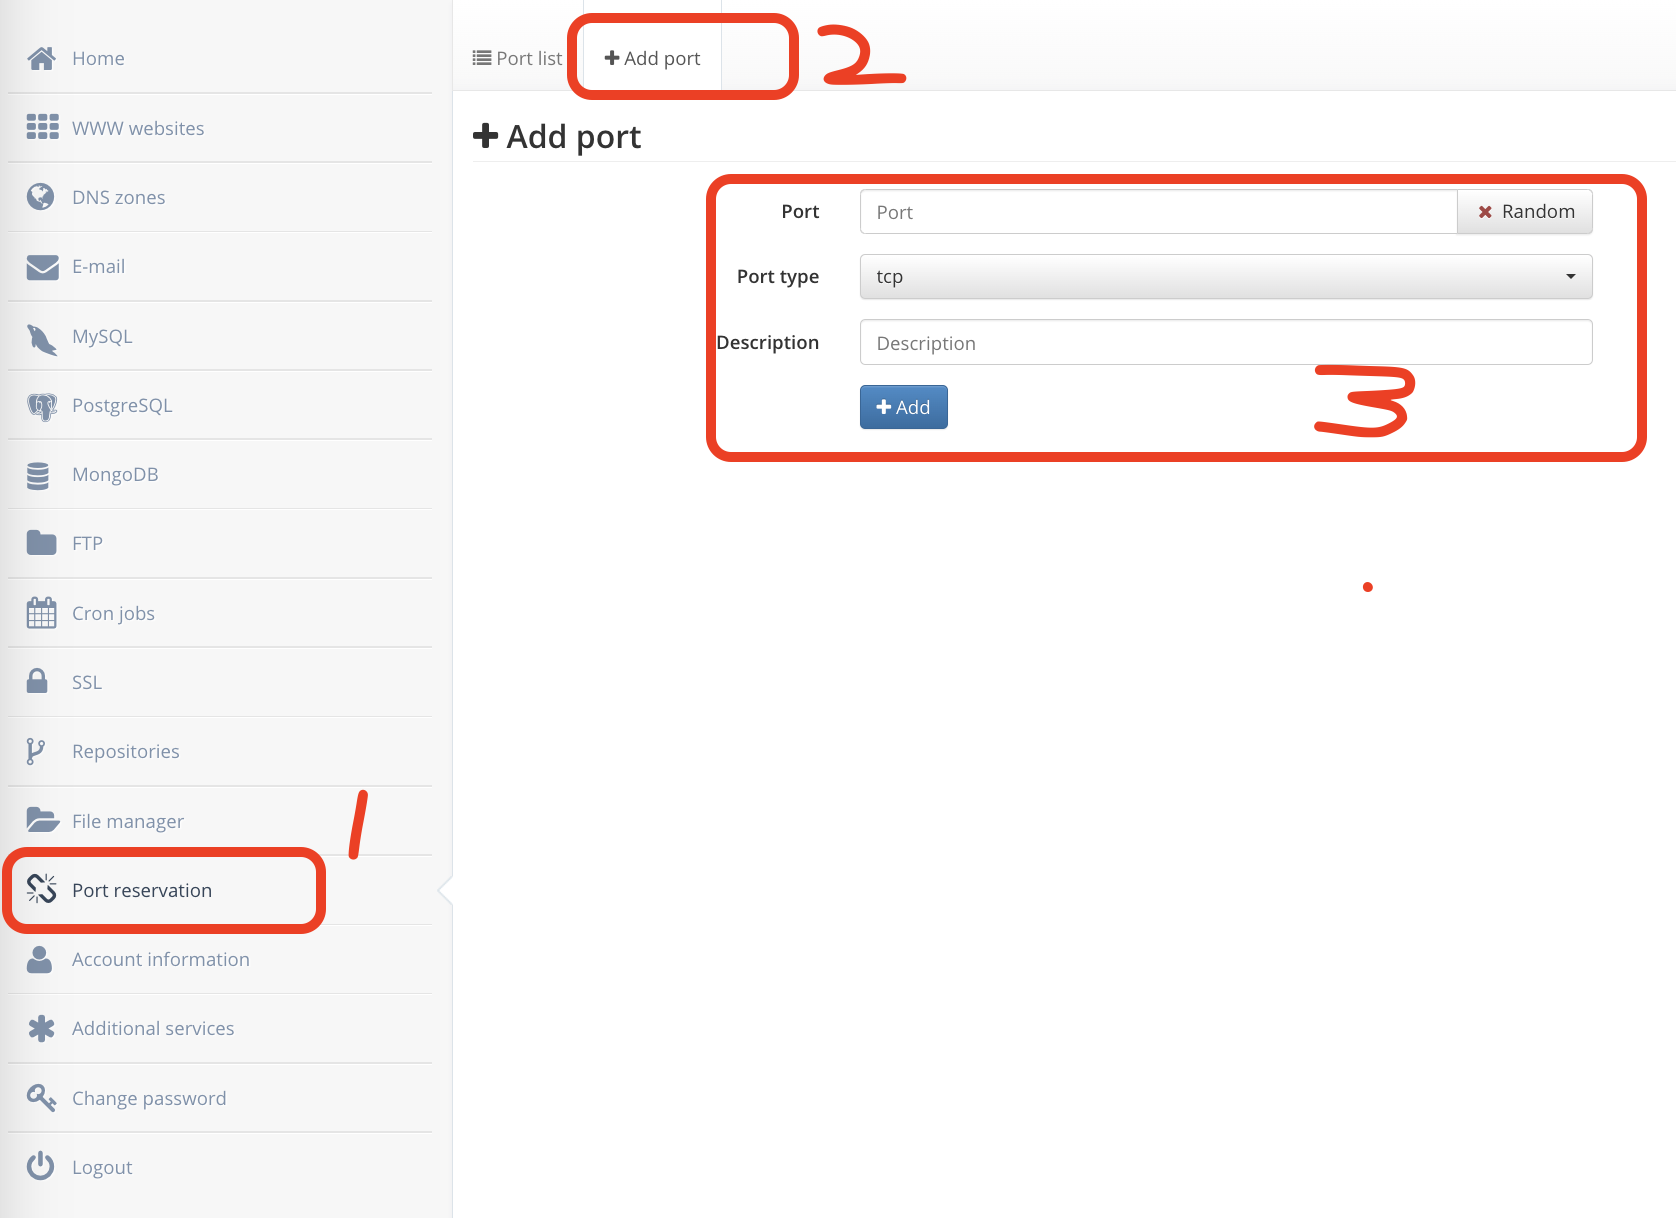 Home
WWW websites
DNS zones
E-mail
MySQL
PostgreSQL
MongoDB
FTP
Cron jobs
SSL
Repositories
File manager
1
Port reservation
Account information
Additional services
Change password
Logout
Port list
Add port
2
Add port
Port
Port
Random
Port type
tcp
Description
Description
Add
3